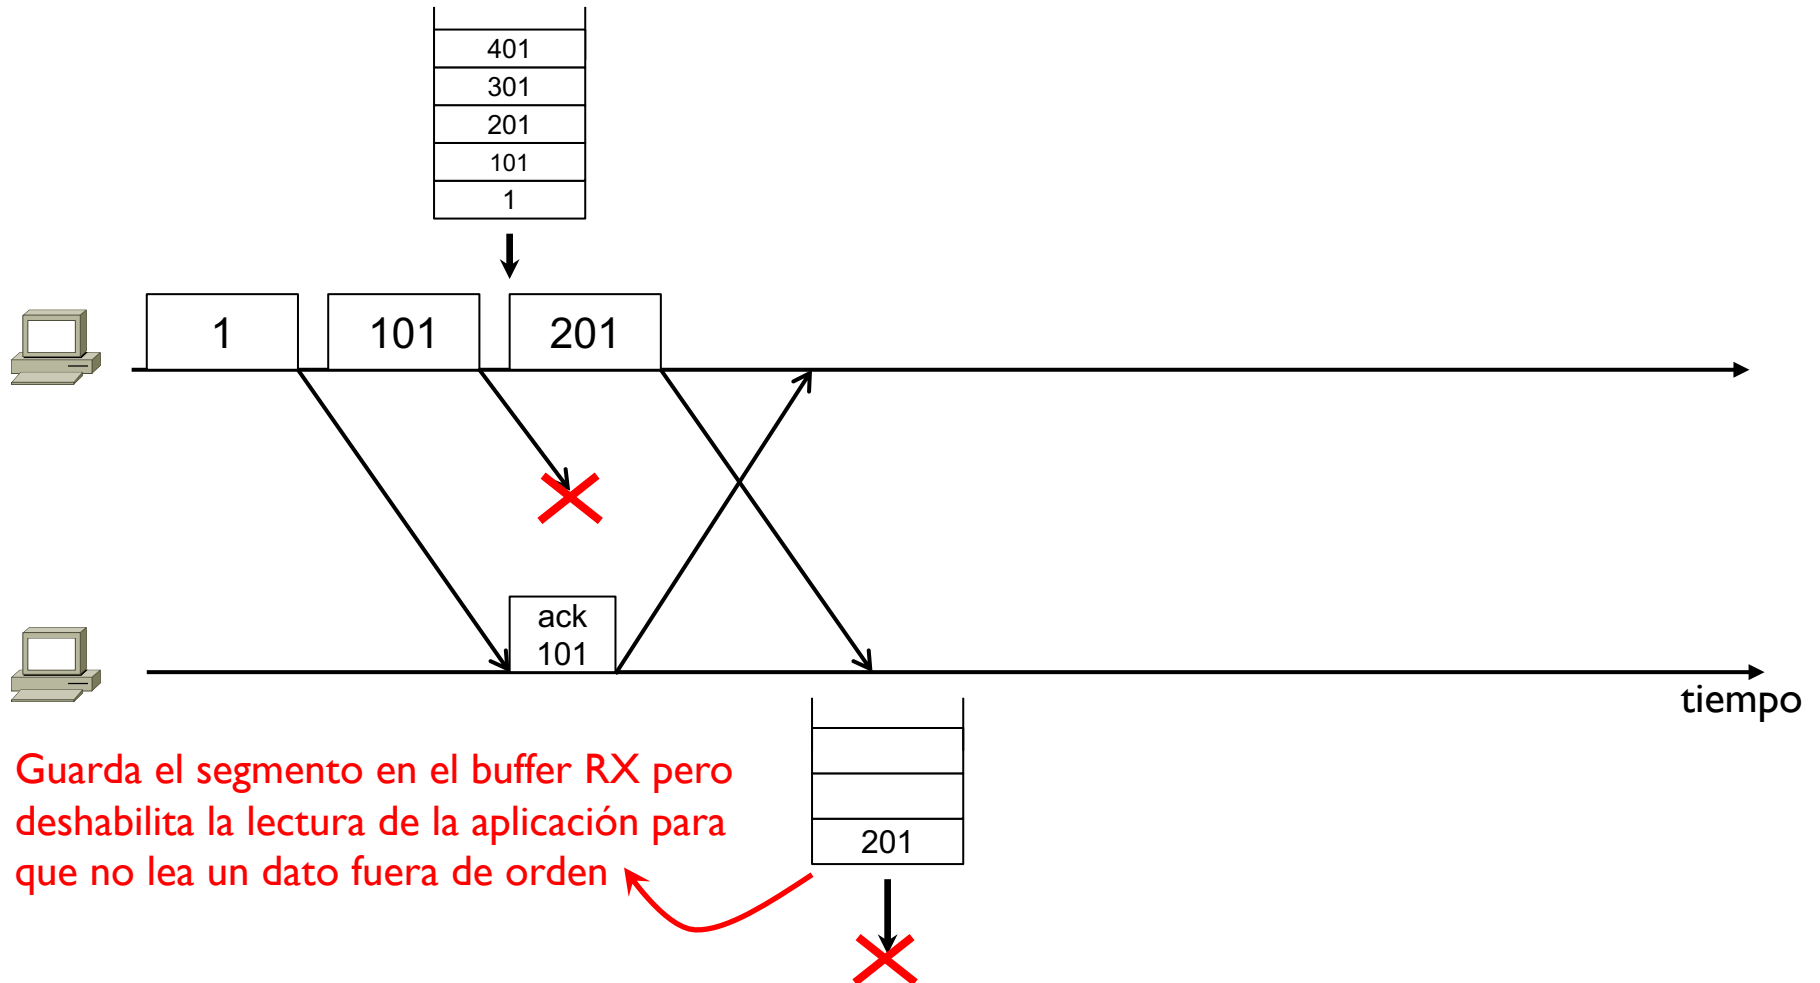 401
301
201
101
1
1
101
201
ack
101
tiempo
Guarda el segmento en el buffer RX pero
deshabilita la lectura de la aplicación para
que no lea un dato fuera de orden
201